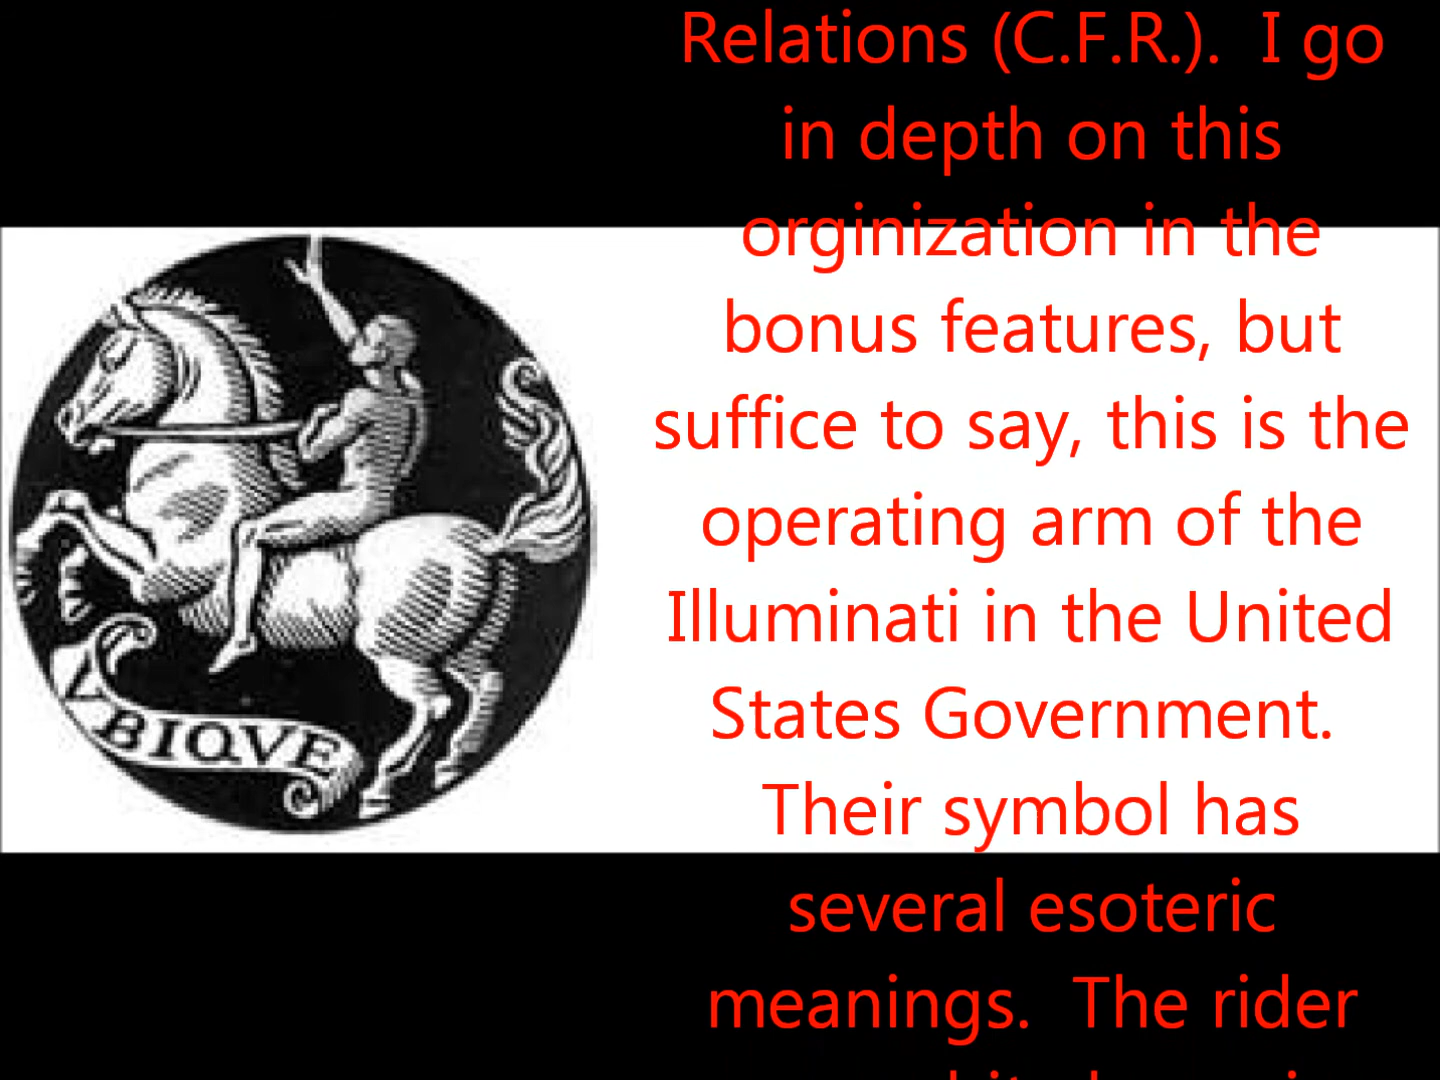 Relations (C.F.R.).  I go
in depth on this
orginization in the
bonus features, but
suffice to say, this is the
operating arm of the
Illuminati in the United
States Government.
Their symbol has
several esoteric
meanings.  The rider
VBIQVE